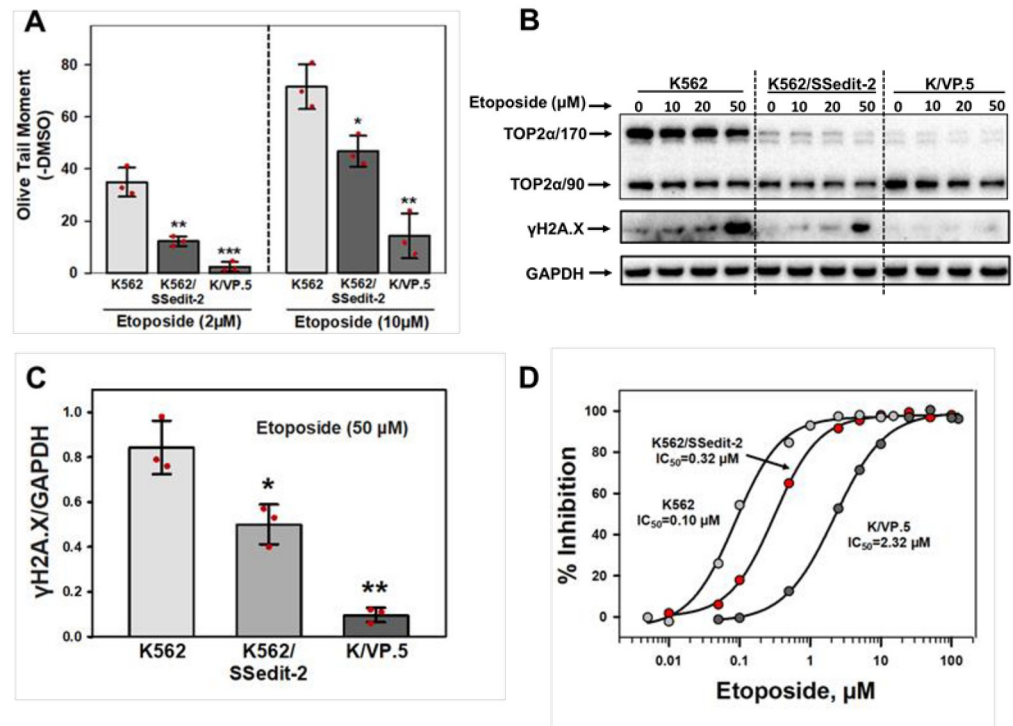 A
Olive Tail Moment
(-DMSO)
80
60
40
20
0
*
**
**
***
K562
K562/
SSedit-2
K/VP.5
K562
K562/
SSedit-2
K/VP.5
Etoposide (2μM)
Etoposide (10μM)
B
K562
K562/SSedit-2
K/VP.5
Etoposide (μM)
0 10 20 50
0 10 20 50
0 10 20 50
TOP2α/170
TOP2α/90
γH2A.X
GAPDH
C
γH2A.X/GAPDH
1.0
0.8
0.6
0.4
0.2
0.0
Etoposide (50 μM)
*
**
K562
K562/
SSedit-2
K/VP.5
D
% Inhibition
100
80
60
40
20
0
K562/SSedit-2
IC50=0.32 μM
K562
IC50=0.10 μM
K/VP.5
IC50=2.32 μM
0.01 0.1 1 10 100
Etoposide, μM